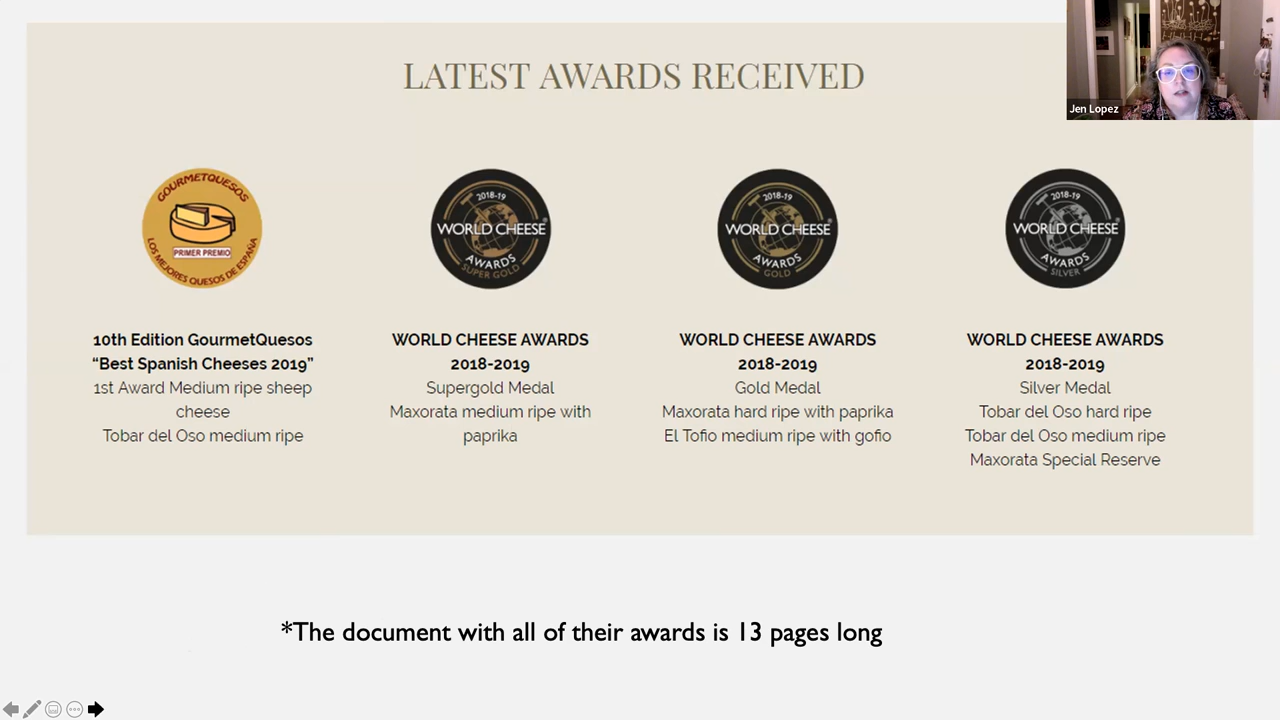 LATEST AWARDS RECEIVED
Jen Lopez
GOURMETQUESOS
PRIMER PREMIO
LOS MEJORES QUESOS DE ESPAÑA
2018-19
WORLD CHEESE
AWARDS
SUPER GOLD
2018-19
WORLD CHEESE
AWARDS
GOLD
2018-19
WORLD CHEESE
AWARDS
SILVER
10th Edition GourmetQuesos
“Best Spanish Cheeses 2019”
1st Award Medium ripe sheep
cheese
Tobar del Oso medium ripe
WORLD CHEESE AWARDS
2018-2019
Supergold Medal
Maxorata medium ripe with
paprika
WORLD CHEESE AWARDS
2018-2019
Gold Medal
Maxorata hard ripe with paprika
El Tofio medium ripe with gofio
WORLD CHEESE AWARDS
2018-2019
Silver Medal
Tobar del Oso hard ripe
Tobar del Oso medium ripe
Maxorata Special Reserve
*The document with all of their awards is 13 pages long